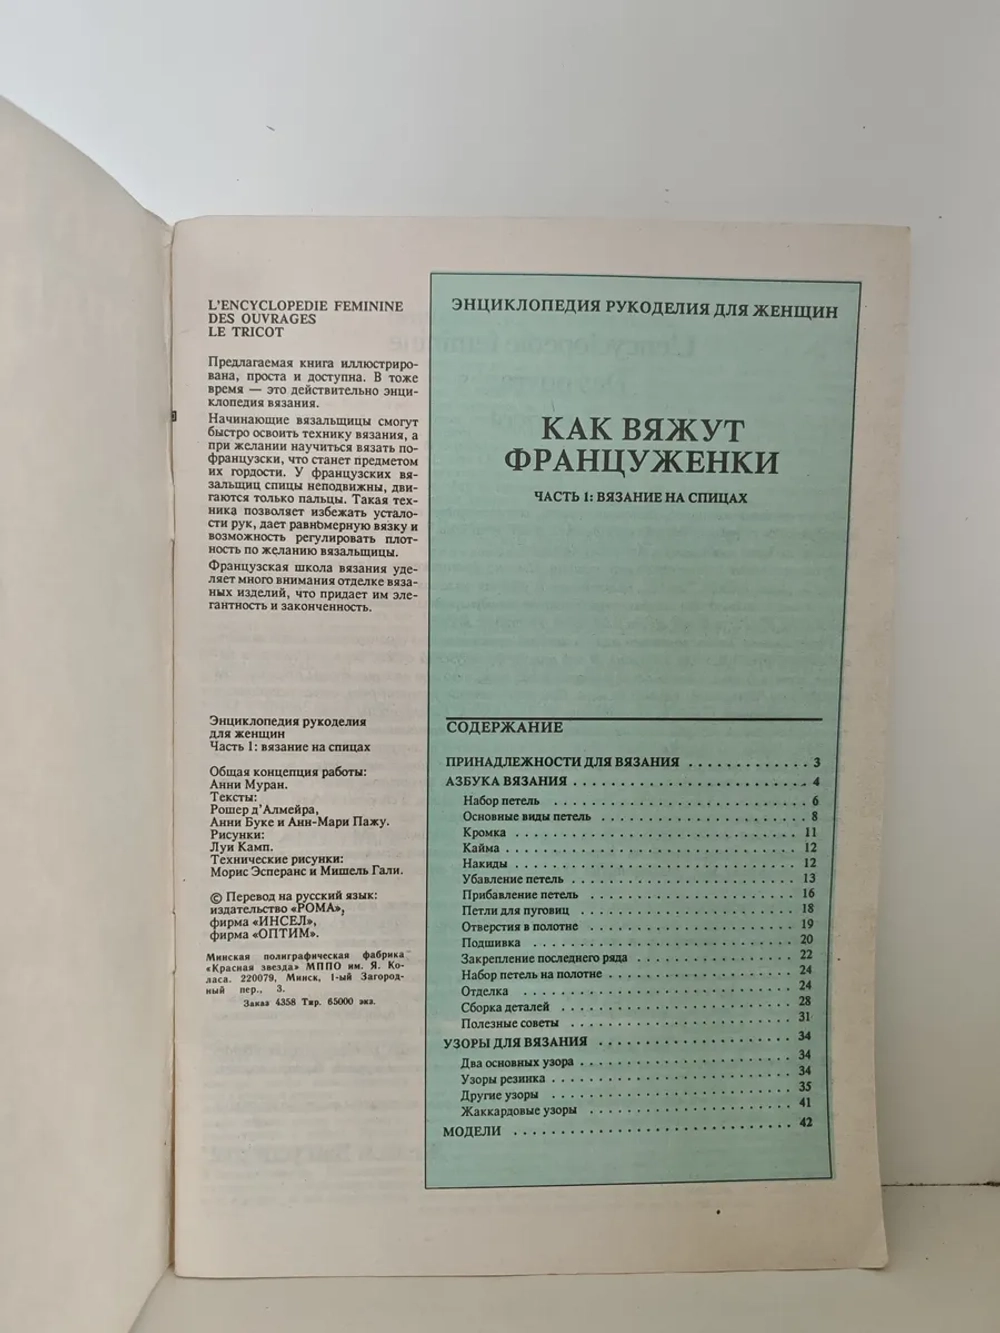 L'ENCYCLOPEDIE FEMININE
DES OUVRAGES
LE TRICOT
Предлагаемая книга иллюстриро-
вана, проста и доступна. В тоже
время — это действительно энци-
клопедия вязания.
Начинающие вязальщицы смогут
быстро освоить технику вязания, а
при желании научиться вязать по-
французски, что станет предметом
их гордости. У французских вя-
зальщиц спицы неподвижны, дви-
гаются только пальцы. Такая тех-
ника позволяет избежать устало-
сти рук, дает равнbмерную вязку и
возможность регулировать плот-
ность по желанию вязальщицы.
Французская школа вязания уде-
ляет много внимания отделке вяза-
ных изделий, что придает им эле-
гантность и законченность.
Энциклопедия рукоделия
для женщин
Часть 1: вязание на спицах
Общая концепция работы:
Анни Муран.
Тексты:
Рошер д'Алмейра,
Анни Буке и Анн-Мари Пажу.
Рисунки:
Луи Камп.
Технические рисунки:
Морис Эсперанс и Мишель Гали.
© Перевод на русский язык:
издательство «РОМА»,
фирма «ИНСЕЛ»,
фирма «ОПТИМ».
Минская полиграфическая фабрика
«Красная звезда» МППО им. Я. Ко-
ласа. 220079, Минск, 1-ый Загород-
ный пер., 3.
Заказ 4358 Тир. 65000 экз.
ЭНЦИКЛОПЕДИЯ РУКОДЕЛИЯ ДЛЯ ЖЕНЩИН
КАК ВЯЖУТ
ФРАНЦУЖЕНКИ
ЧАСТЬ 1: ВЯЗАНИЕ НА СПИЦАХ
СОДЕРЖАНИЕ
ПРИНАДЛЕЖНОСТИ ДЛЯ ВЯЗАНИЯ . . . . . . . . . . . . 3
АЗБУКА ВЯЗАНИЯ . . . . . . . . . . . . . . . . . . . . . . . 4
Набор петель . . . . . . . . . . . . . . . . . . . . . . . . 6
Основные виды петель . . . . . . . . . . . . . . . . . . . 8
Кромка . . . . . . . . . . . . . . . . . . . . . . . . . . . 11
Кайма . . . . . . . . . . . . . . . . . . . . . . . . . . . . 12
Накиды . . . . . . . . . . . . . . . . . . . . . . . . . . . 12
Убавление петель . . . . . . . . . . . . . . . . . . . . . 13
Прибавление петель . . . . . . . . . . . . . . . . . . . . 16
Петли для пуговиц . . . . . . . . . . . . . . . . . . . . 18
Отверстия в полотне . . . . . . . . . . . . . . . . . . . 19
Подшивка . . . . . . . . . . . . . . . . . . . . . . . . . 20
Закрепление последнего ряда . . . . . . . . . . . . . . . 22
Набор петель на полотне . . . . . . . . . . . . . . . . . 24
Отделка . . . . . . . . . . . . . . . . . . . . . . . . . . 24
Сборка деталей . . . . . . . . . . . . . . . . . . . . . . 28
Полезные советы . . . . . . . . . . . . . . . . . . . . . 31
УЗОРЫ ДЛЯ ВЯЗАНИЯ . . . . . . . . . . . . . . . . . . . . 34
Два основных узора . . . . . . . . . . . . . . . . . . . . 34
Узоры резинка . . . . . . . . . . . . . . . . . . . . . . . 34
Другие узоры . . . . . . . . . . . . . . . . . . . . . . . 35
Жаккардовые узоры . . . . . . . . . . . . . . . . . . . . 41
МОДЕЛИ . . . . . . . . . . . . . . . . . . . . . . . . . . . 42